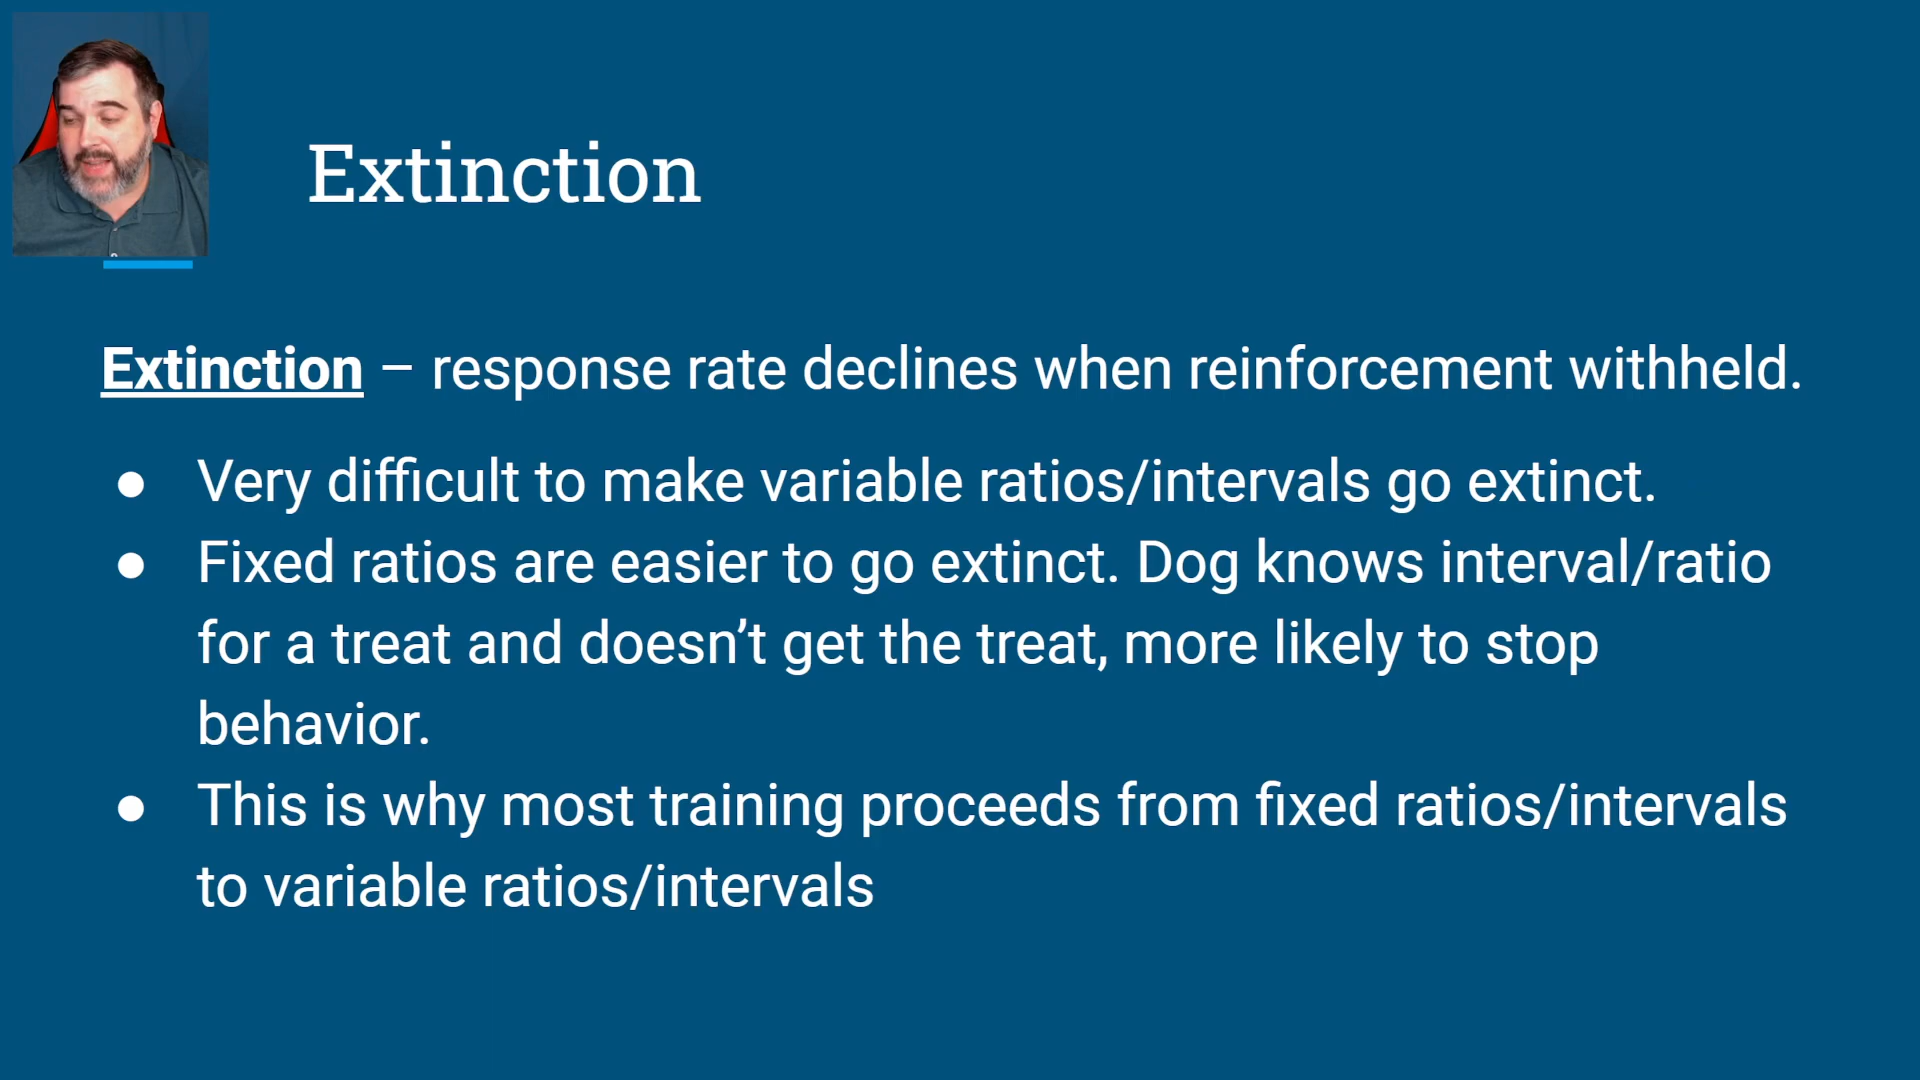 Extinction
Extinction – response rate declines when reinforcement withheld.
● Very difficult to make variable ratios/intervals go extinct.
● Fixed ratios are easier to go extinct. Dog knows interval/ratio
for a treat and doesn’t get the treat, more likely to stop
behavior.
● This is why most training proceeds from fixed ratios/intervals
to variable ratios/intervals